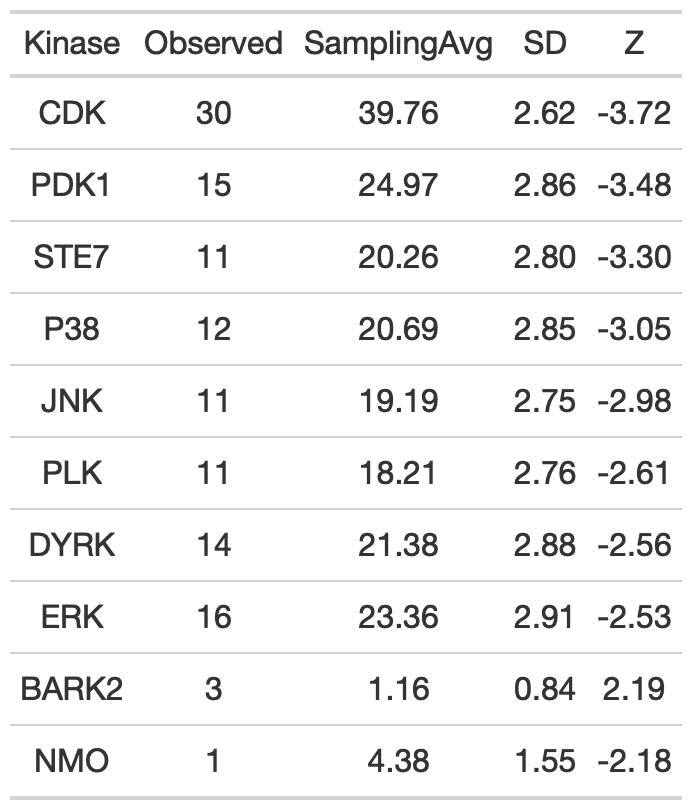 Kinase Observed SamplingAvg SD Z
CDK 30 39.76 2.62 -3.72
PDK1 15 24.97 2.86 -3.48
STE7 11 20.26 2.80 -3.30
P38 12 20.69 2.85 -3.05
JNK 11 19.19 2.75 -2.98
PLK 11 18.21 2.76 -2.61
DYRK 14 21.38 2.88 -2.56
ERK 16 23.36 2.91 -2.53
BARK2 3 1.16 0.84 2.19
NMO 1 4.38 1.55 -2.18